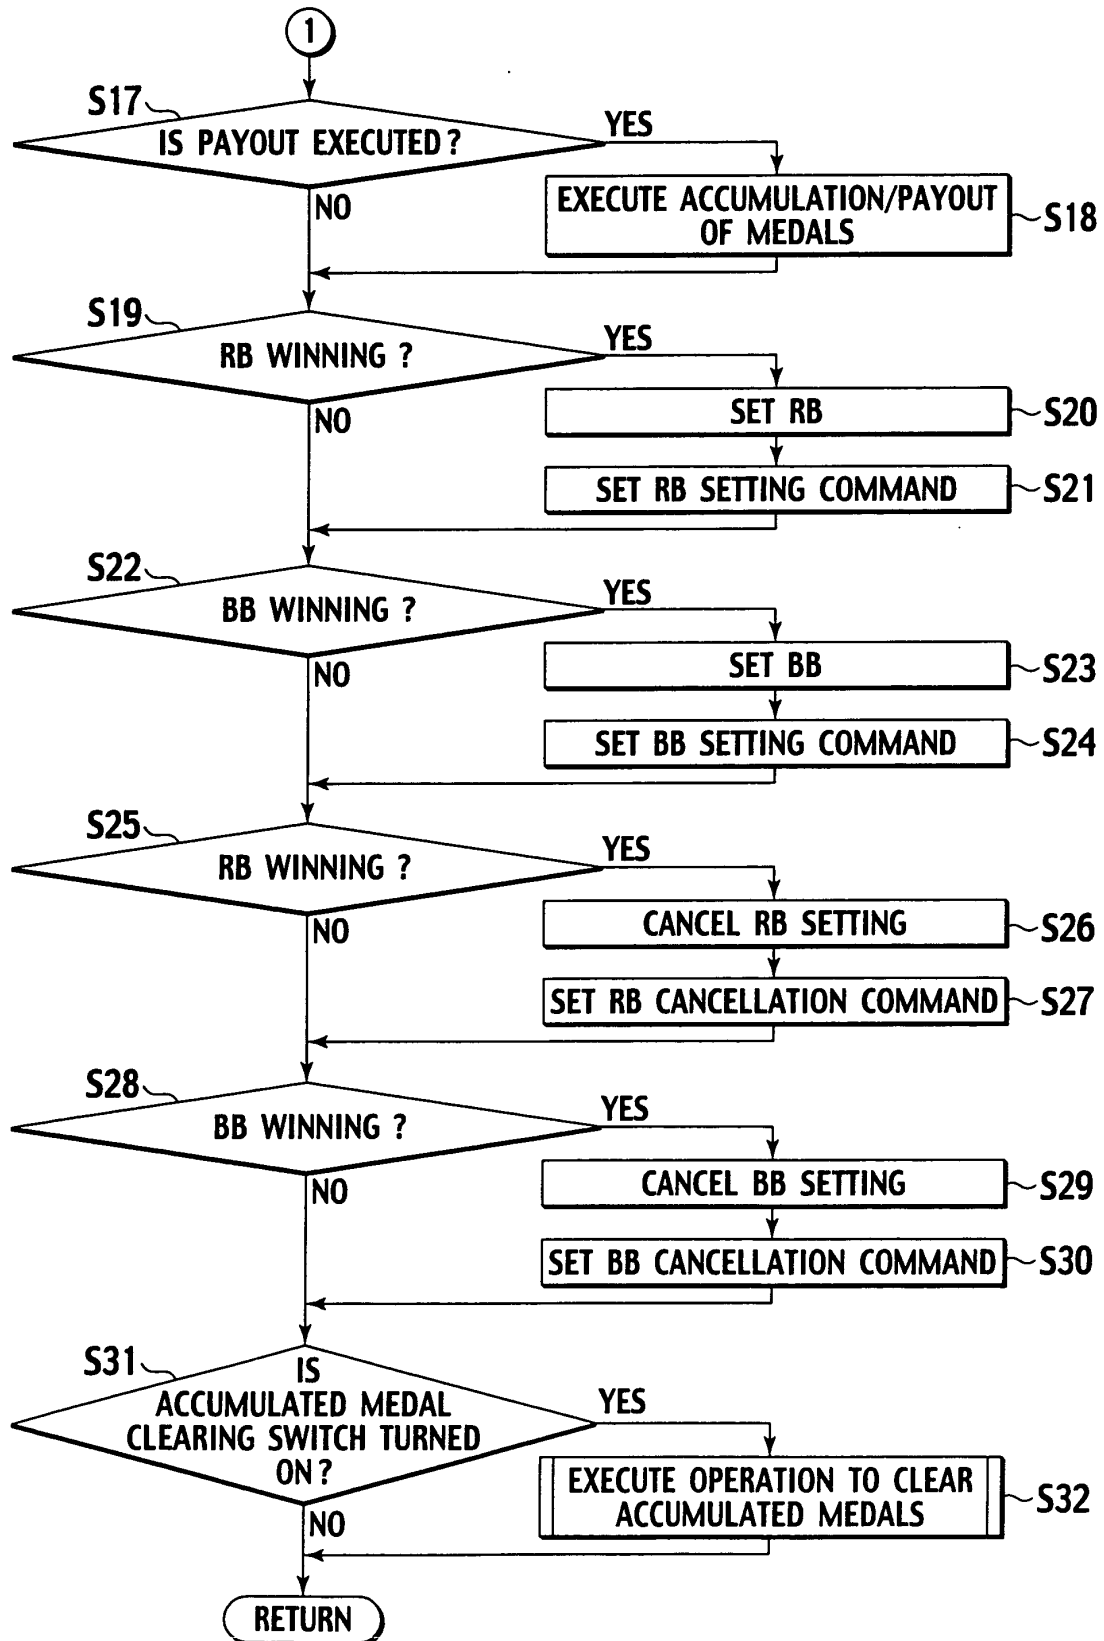 1
S17
IS PAYOUT EXECUTED?
YES
NO
EXECUTE ACCUMULATION/PAYOUT
OF MEDALS
S18
S19
RB WINNING ?
YES
NO
SET RB
S20
SET RB SETTING COMMAND
S21
S22
BB WINNING ?
YES
NO
SET BB
S23
SET BB SETTING COMMAND
S24
S25
RB WINNING ?
YES
NO
CANCEL RB SETTING
S26
SET RB CANCELLATION COMMAND
S27
S28
BB WINNING ?
YES
NO
CANCEL BB SETTING
S29
SET BB CANCELLATION COMMAND
S30
S31
IS
ACCUMULATED MEDAL
CLEARING SWITCH TURNED
ON?
YES
NO
EXECUTE OPERATION TO CLEAR
ACCUMULATED MEDALS
S32
RETURN